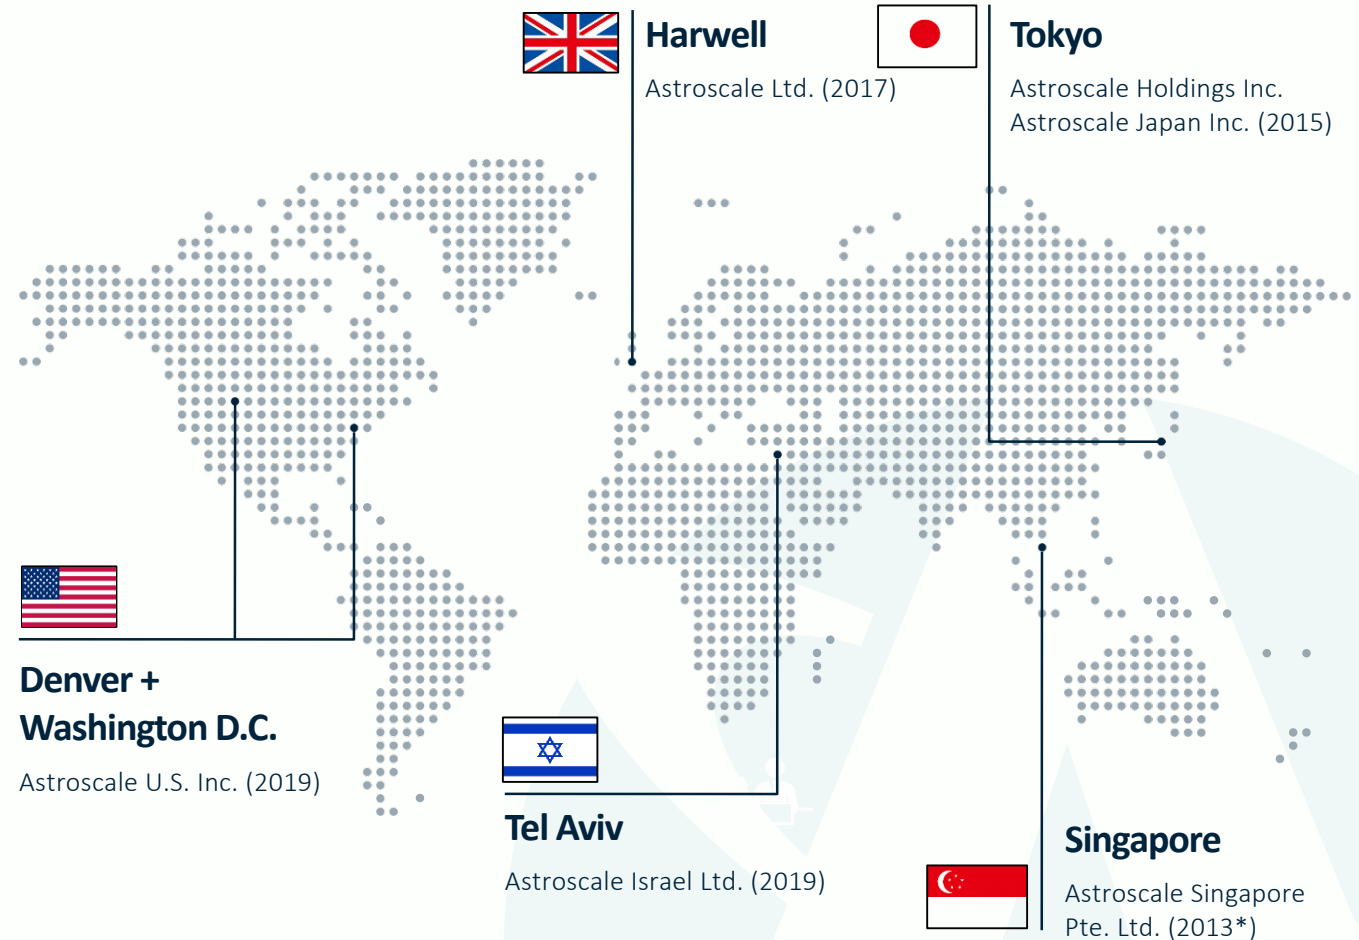 Harwell
Astroscale Ltd. (2017)
Tokyo
Astroscale Holdings Inc.
Astroscale Japan Inc. (2015)
Denver +
Washington D.C.
Astroscale U.S. Inc. (2019)
Tel Aviv
Astroscale Israel Ltd. (2019)
Singapore
Astroscale Singapore
Pte. Ltd. (2013*)